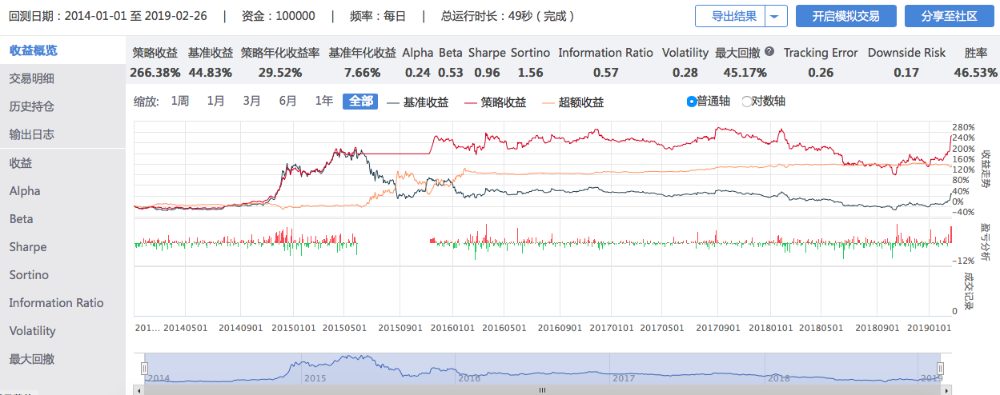 回测日期：2014-01-01 至 2019-02-26 | 资金：100000 | 频率：每日 | 总运行时长：49秒（完成） 导出结果 开启模拟交易 分享至社区
收益概览
交易明细
历史持仓
输出日志
收益
Alpha
Beta
Sharpe
Sortino
Information Ratio
Volatility
最大回撤
策略收益 基准收益 策略年化收益率 基准年化收益 Alpha Beta Sharpe Sortino Information Ratio Volatility 最大回撤 ? Tracking Error Downside Risk 胜率
266.38% 44.83% 29.52% 7.66% 0.24 0.53 0.96 1.56 0.57 0.28 45.17% 0.26 0.17 46.53%
缩放: 1周 1月 3月 6月 1年 全部 基准收益 策略收益 超额收益 普通轴 对数轴
280%
240%
200%
160%
120%
80%
40%
0%
-40%
收益走势
-12%
盈亏分析
0
成交记录
201... 20140501 20140901 20150101 20150501 20150901 20160101 20160501 20160901 20170101 20170501 20170901 20180101 20180501 20180901 20190101
2014 2015 2016 2017 2018 2019